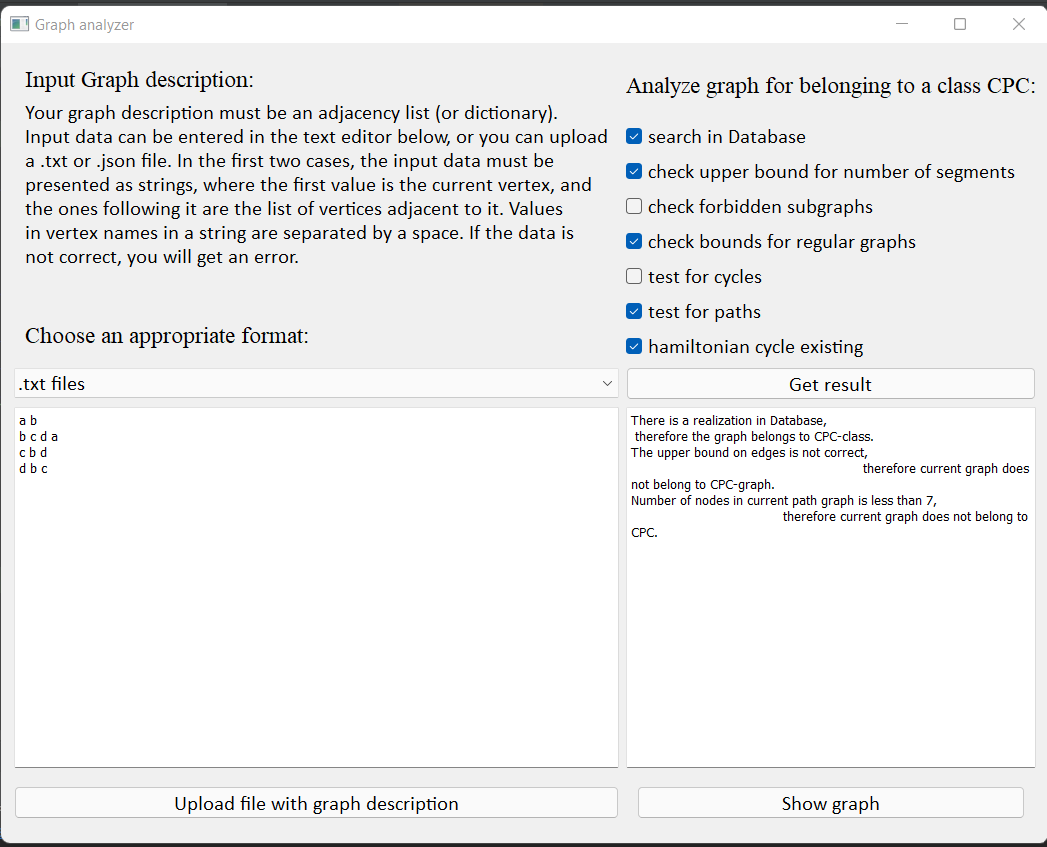 Graph analyzer
Input Graph description:
Your graph description must be an adjacency list (or dictionary).
Input data can be entered in the text editor below, or you can upload
a .txt or .json file. In the first two cases, the input data must be
presented as strings, where the first value is the current vertex, and
the ones following it are the list of vertices adjacent to it. Values
in vertex names in a string are separated by a space. If the data is
not correct, you will get an error.
Choose an appropriate format:
.txt files
a b
b c d a
c b d
d b c
Upload file with graph description
Analyze graph for belonging to a class CPC:
search in Database
check upper bound for number of segments
check forbidden subgraphs
check bounds for regular graphs
test for cycles
test for paths
hamiltonian cycle existing
Get result
There is a realization in Database,
therefore the graph belongs to CPC-class.
The upper bound on edges is not correct,
therefore current graph does
not belong to CPC-graph.
Number of nodes in current path graph is less than 7,
therefore current graph does not belong to
CPC.
Show graph